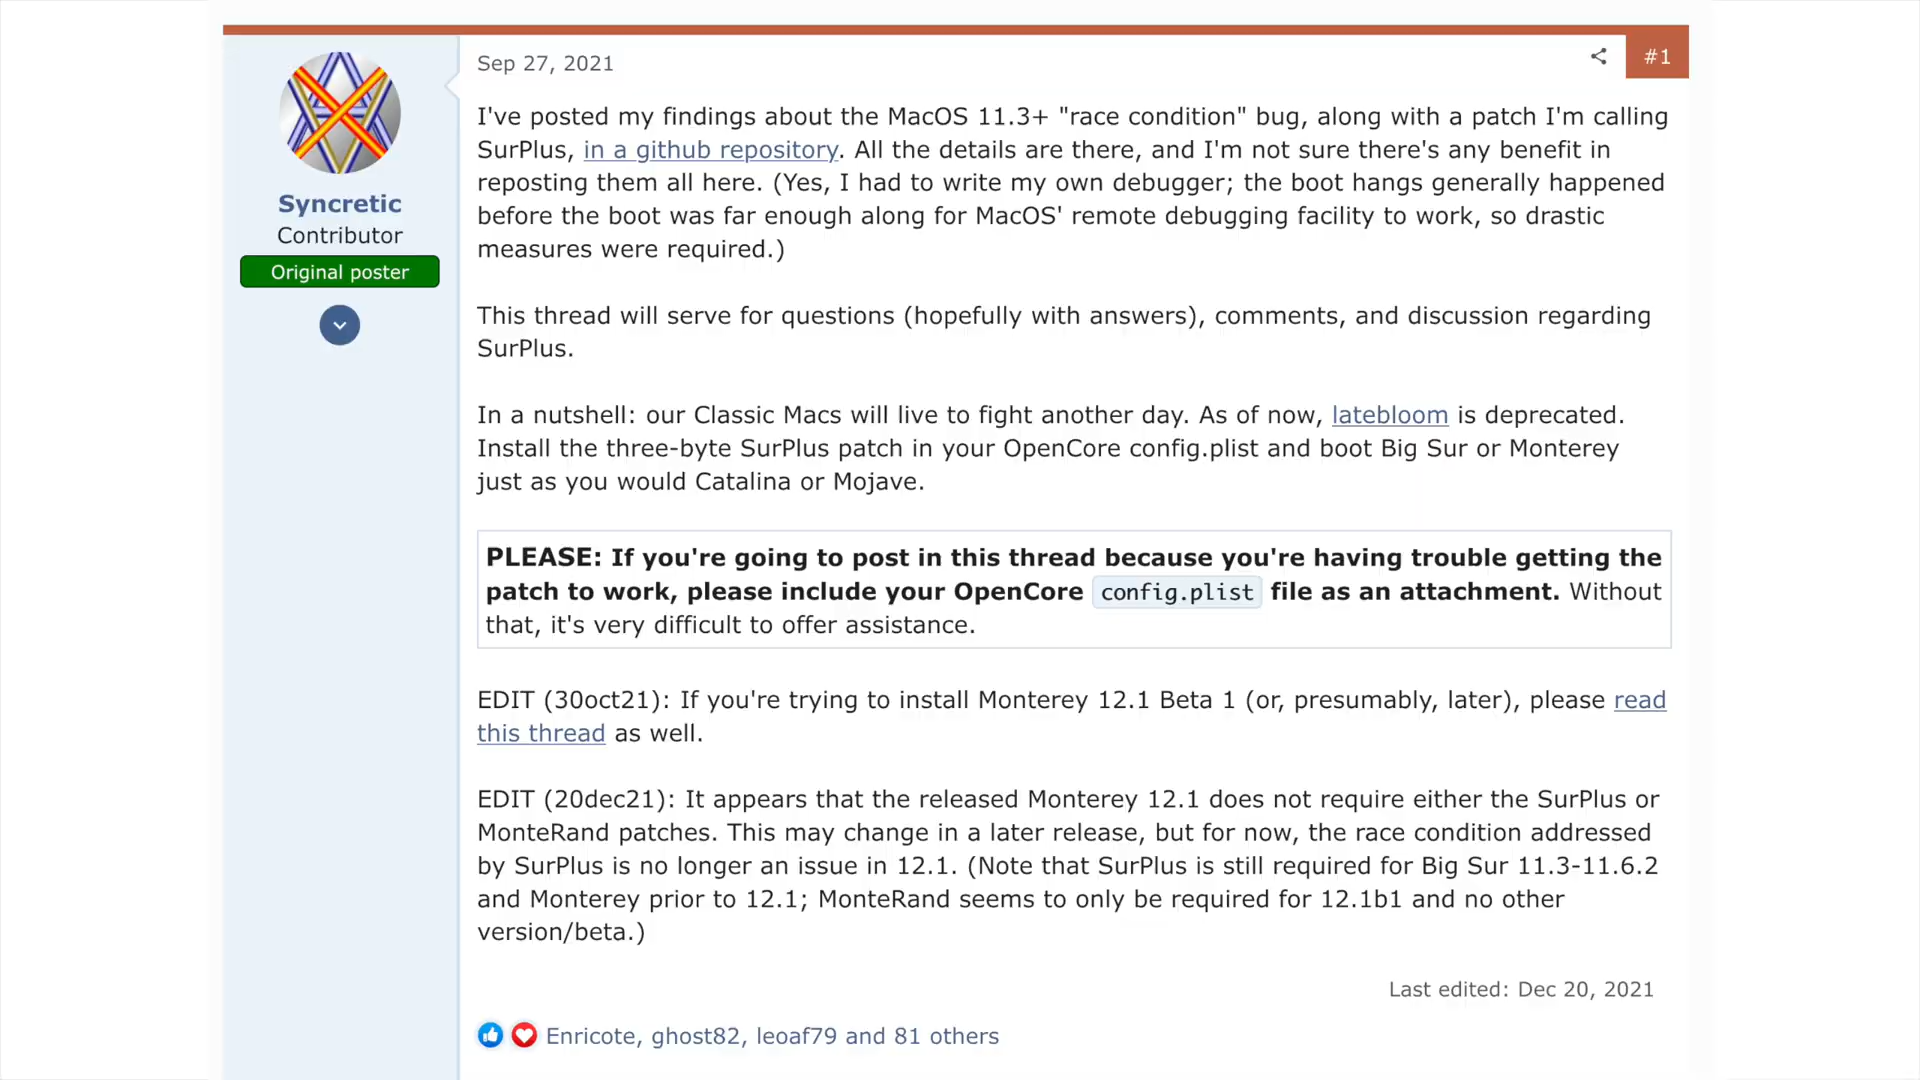 Sep 27, 2021
#1
Syncretic
Contributor
Original poster
I've posted my findings about the MacOS 11.3+ "race condition" bug, along with a patch I'm calling
SurPlus, in a github repository. All the details are there, and I'm not sure there's any benefit in
reposting them all here. (Yes, I had to write my own debugger; the boot hangs generally happened
before the boot was far enough along for MacOS' remote debugging facility to work, so drastic
measures were required.)
This thread will serve for questions (hopefully with answers), comments, and discussion regarding
SurPlus.
In a nutshell: our Classic Macs will live to fight another day. As of now, latebloom is deprecated.
Install the three-byte SurPlus patch in your OpenCore config.plist and boot Big Sur or Monterey
just as you would Catalina or Mojave.
PLEASE: If you're going to post in this thread because you're having trouble getting the
patch to work, please include your OpenCore config.plist file as an attachment. Without
that, it's very difficult to offer assistance.
EDIT (30oct21): If you're trying to install Monterey 12.1 Beta 1 (or, presumably, later), please read
this thread as well.
EDIT (20dec21): It appears that the released Monterey 12.1 does not require either the SurPlus or
MonteRand patches. This may change in a later release, but for now, the race condition addressed
by SurPlus is no longer an issue in 12.1. (Note that SurPlus is still required for Big Sur 11.3-11.6.2
and Monterey prior to 12.1; MonteRand seems to only be required for 12.1b1 and no other
version/beta.)
Last edited: Dec 20, 2021
Enricote, ghost82, leoaf79 and 81 others